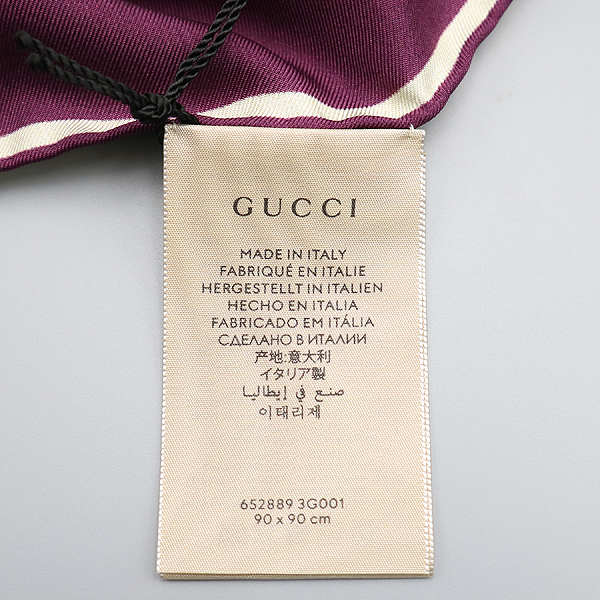 GUCCI
MADE IN ITALY
FABRIQUÉ EN ITALIE
HERGESTELLT IN ITALIEN
HECHO EN ITALIA
FABRICADO EM ITÁLIA
СДЕЛАНО В ИТАЛИИ
产地:意大利
イタリア製
صنع في إيطاليا
이태리제
652889 3G001
90 x 90 cm